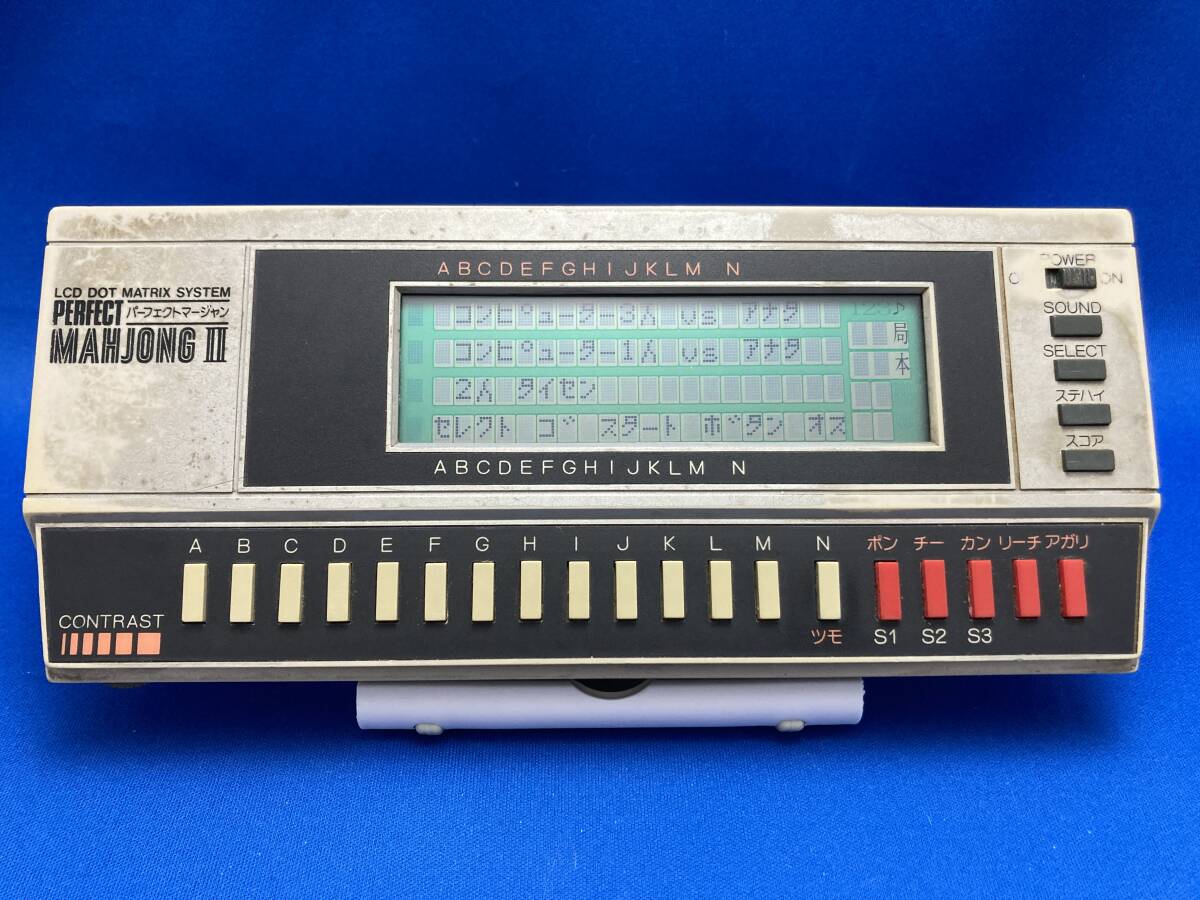 LCD DOT MATRIX SYSTEM
PERFECT パーフェクトマージャン
MAHJONG II
ABCDEFGHIJKLM N
コンピューター3人 vs アナタ
コンピューター1人 vs アナタ
2人 タイセン
セレクト ゴ スタート ボタン オス
123♪
局
本
ABCDEFGHIJKLM N
POWER
ON
SOUND
SELECT
ステハイ
スコア
A B C D E F G H I J K L M N ポン チー カン リーチ アガリ
CONTRAST
ツモ S1 S2 S3